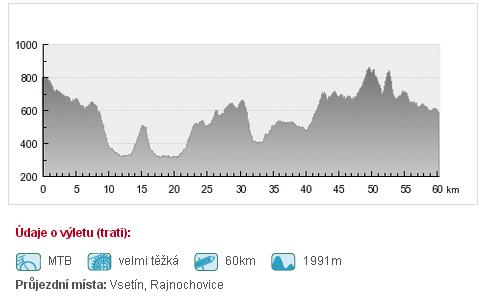 1000
800
600
400
200
0 5 10 15 20 25 30 35 40 45 50 55 60 km
Údaje o výletu (trati):
MTB velmi těžká 60km 1991m
Průjezdní místa: Vsetín, Rajnochovice